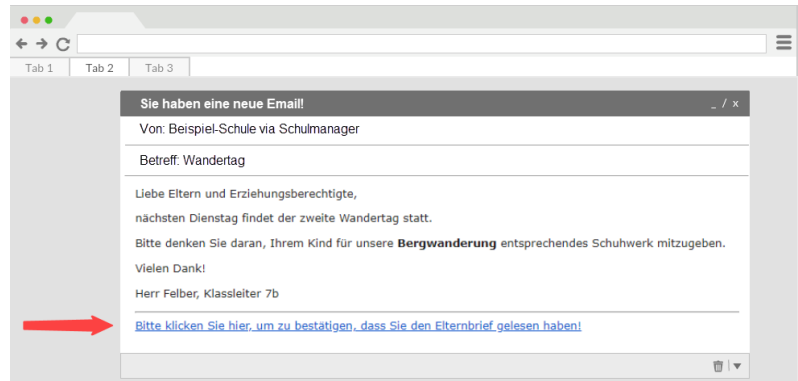 Tab 1 Tab 2 Tab 3
Sie haben eine neue Email! _ / x
Von: Beispiel-Schule via Schulmanager
Betreff: Wandertag
Liebe Eltern und Erziehungsberechtigte,
nächsten Dienstag findet der zweite Wandertag statt.
Bitte denken Sie daran, Ihrem Kind für unsere Bergwanderung entsprechendes Schuhwerk mitzugeben.
Vielen Dank!
Herr Felber, Klassleiter 7b
Bitte klicken Sie hier, um zu bestätigen, dass Sie den Elternbrief gelesen haben!